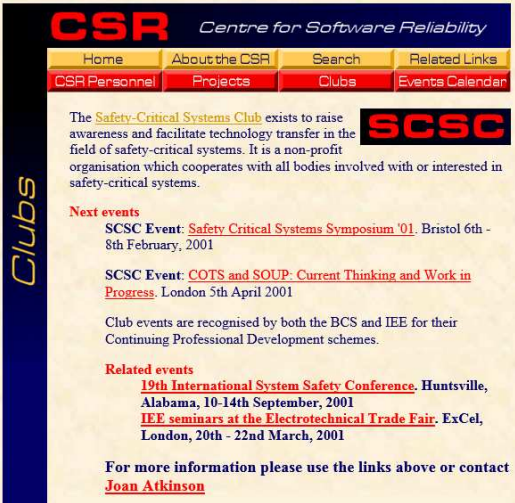 CSR Centre for Software Reliability
Home About the CSR Search Related Links
CSR Personnel Projects Clubs Events Calendar
Clubs
SCSC
The Safety-Critical Systems Club exists to raise
awareness and facilitate technology transfer in the
field of safety-critical systems. It is a non-profit
organisation which cooperates with all bodies involved with or interested in
safety-critical systems.
Next events
SCSC Event: Safety Critical Systems Symposium '01. Bristol 6th -
8th February, 2001
SCSC Event: COTS and SOUP: Current Thinking and Work in
Progress. London 5th April 2001
Club events are recognised by both the BCS and IEE for their
Continuing Professional Development schemes.
Related events
19th International System Safety Conference. Huntsville,
Alabama, 10-14th September, 2001
IEE seminars at the Electrotechnical Trade Fair. ExCel,
London, 20th - 22nd March, 2001
For more information please use the links above or contact
Joan Atkinson